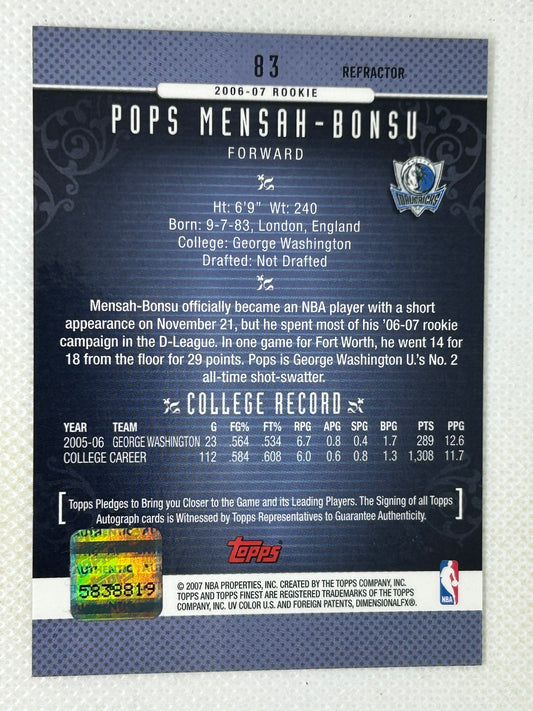 83 REFRACTOR
2006-07 ROOKIE
POPS MENSAH-BONSU
FORWARD
MAVERICKS
Ht: 6'9" Wt: 240
Born: 9-7-83, London, England
College: George Washington
Drafted: Not Drafted
Mensah-Bonsu officially became an NBA player with a short
appearance on November 21, but he spent most of his '06-07 rookie
campaign in the D-League. In one game for Fort Worth, he went 14 for
18 from the floor for 29 points. Pops is George Washington U.'s No. 2
all-time shot-swatter.
COLLEGE RECORD
YEAR TEAM G FG% FT% RPG APG SPG BPG PTS PPG
2005-06 GEORGE WASHINGTON 23 .564 .534 6.7 0.8 0.4 1.7 289 12.6
COLLEGE CAREER 112 .584 .608 6.0 0.6 0.8 1.3 1,308 11.7
[Topps Pledges to Bring you Closer to the Game and its Leading Players. The Signing of all Topps
Autograph cards is Witnessed by Topps Representatives to Guarantee Authenticity.]
AUTHENTIC
5838819
Topps
© 2007 NBA PROPERTIES, INC. CREATED BY THE TOPPS COMPANY, INC.
TOPPS AND TOPPS FINEST ARE REGISTERED TRADEMARKS OF THE TOPPS
COMPANY, INC. UV COLOR U.S. AND FOREIGN PATENTS, DIMENSIONALFX®.
NBA